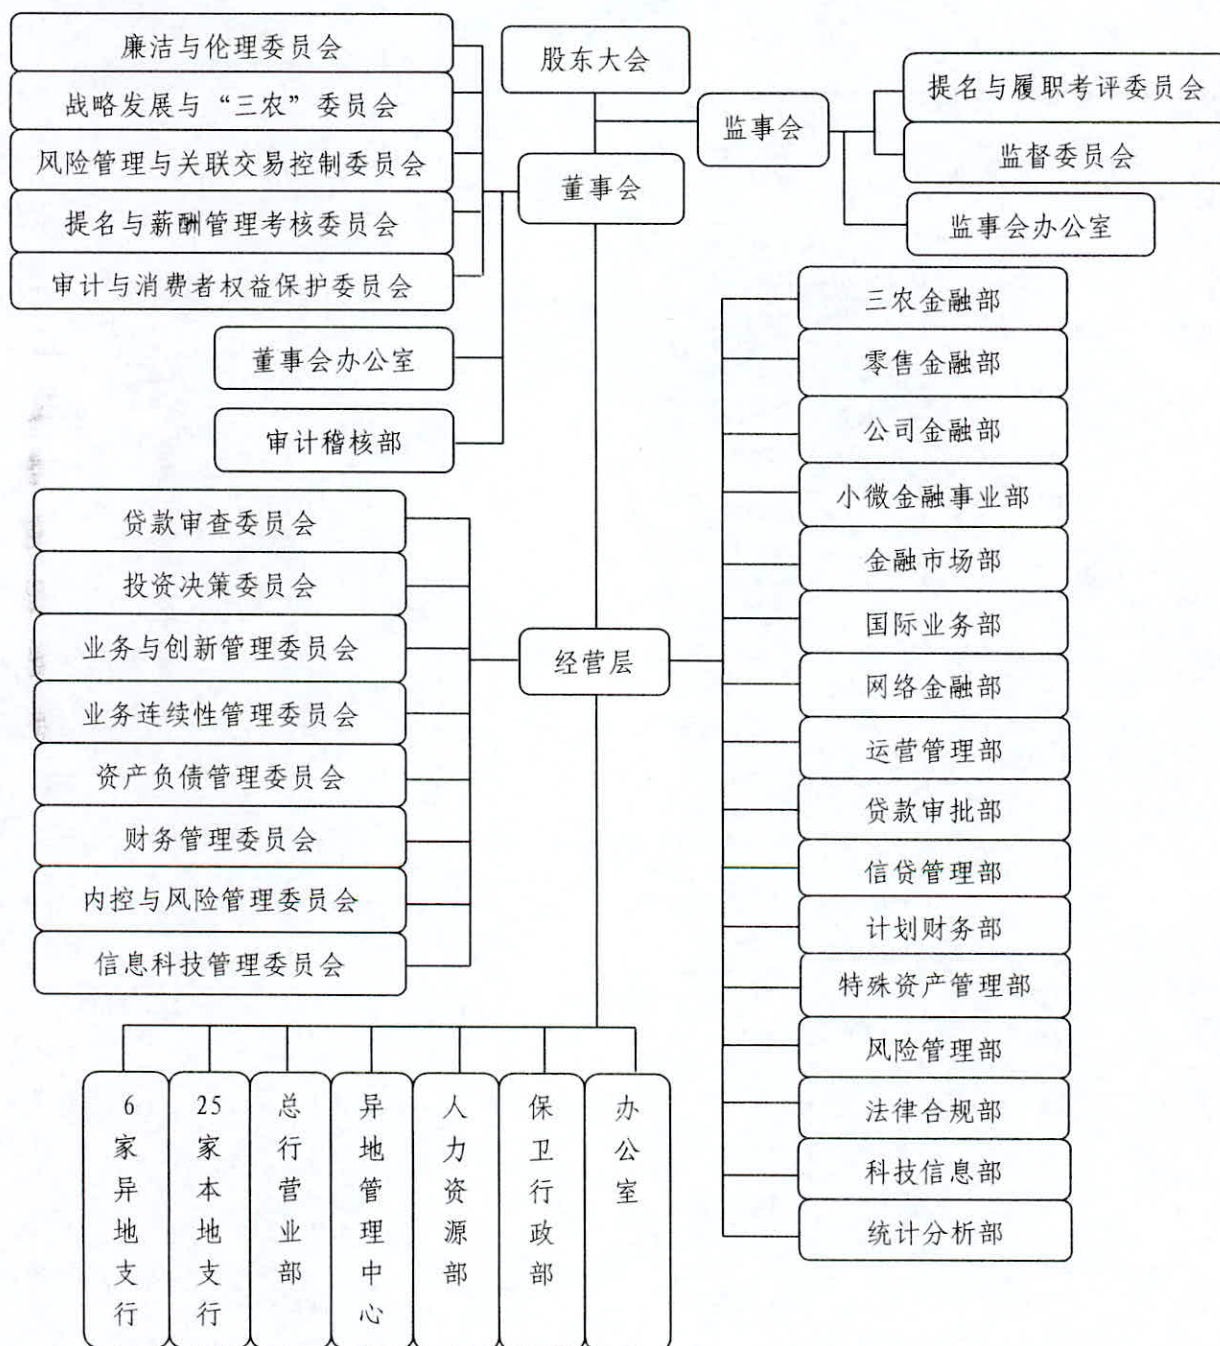 股东大会
监事会
提名与履职考评委员会
监督委员会
监事会办公室
董事会
廉洁与伦理委员会
战略发展与“三农”委员会
风险管理与关联交易控制委员会
提名与薪酬管理考核委员会
审计与消费者权益保护委员会
董事会办公室
审计稽核部
经营层
贷款审查委员会
投资决策委员会
业务与创新管理委员会
业务连续性管理委员会
资产负债管理委员会
财务管理委员会
内控与风险管理委员会
信息科技管理委员会
三农金融部
零售金融部
公司金融部
小微金融事业部
金融市场部
国际业务部
网络金融部
运营管理部
贷款审批部
信贷管理部
计划财务部
特殊资产管理部
风险管理部
法律合规部
科技信息部
统计分析部
6家异地支行
25家本地支行
总行营业部
异地管理中心
人力资源部
保卫行政部
办公室